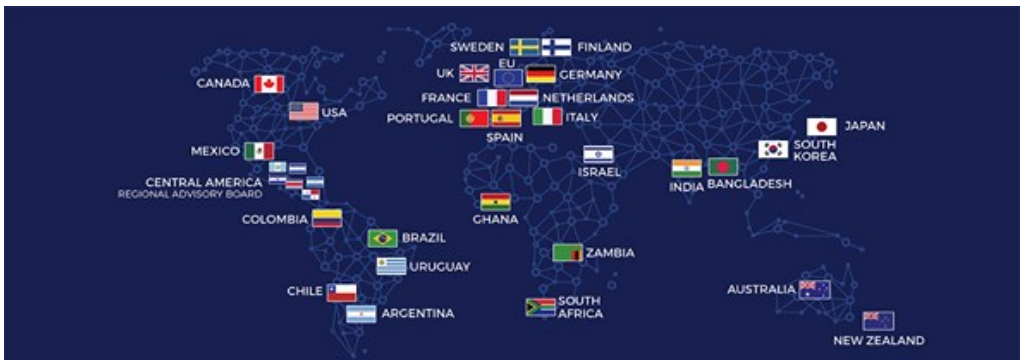 SWEDEN
FINLAND
EU
UK
GERMANY
CANADA
FRANCE
NETHERLANDS
USA
PORTUGAL
ITALY
SPAIN
JAPAN
SOUTH
KOREA
MEXICO
ISRAEL
INDIA
BANGLADESH
CENTRAL AMERICA
REGIONAL ADVISORY BOARD
COLOMBIA
GHANA
BRAZIL
ZAMBIA
URUGUAY
CHILE
AUSTRALIA
SOUTH
AFRICA
ARGENTINA
NEW ZEALAND